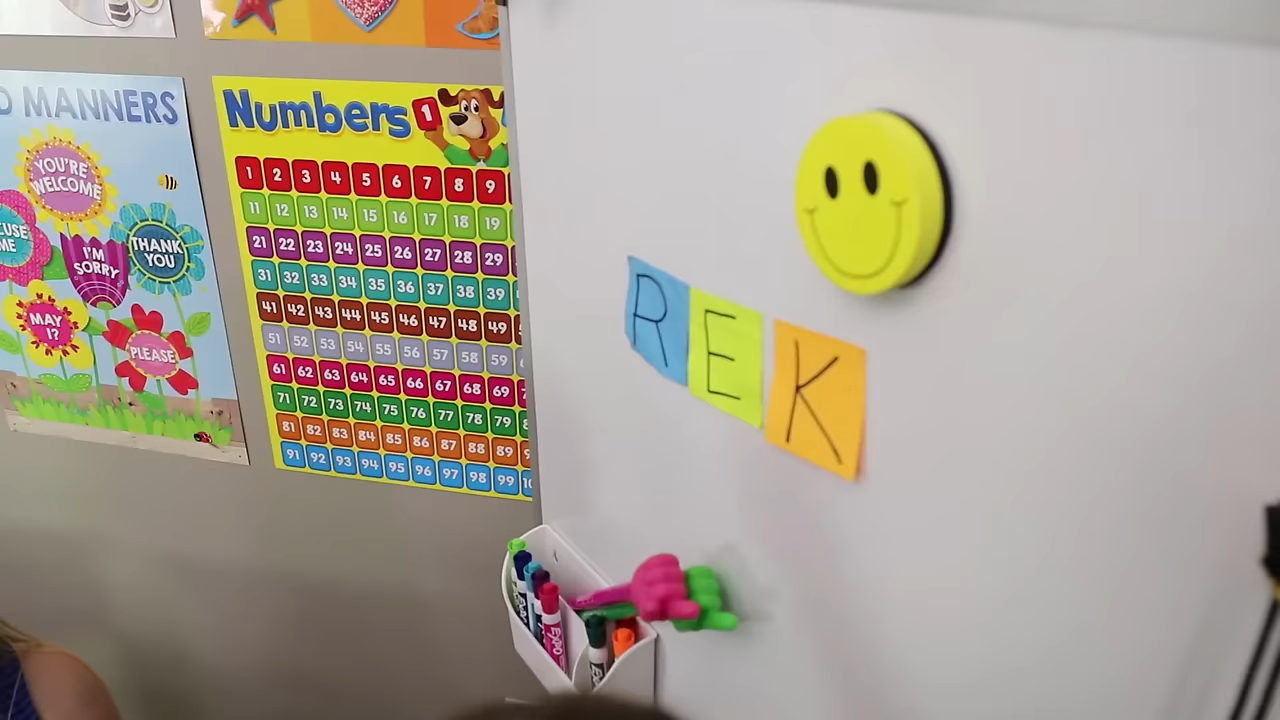 D MANNERS
YOU'RE
WELCOME
CUSE
ME
I'M
SORRY
THANK
YOU
MAY
I?
PLEASE
Numbers
1
1 2 3 4 5 6 7 8 9
11 12 13 14 15 16 17 18 19
21 22 23 24 25 26 27 28 29
31 32 33 34 35 36 37 38 39
41 42 43 44 45 46 47 48 49
51 52 53 54 55 56 57 58 59
61 62 63 64 65 66 67 68 69
71 72 73 74 75 76 77 78 79
81 82 83 84 85 86 87 88 89
91 92 93 94 95 96 97 98 99 10
R E K
EXPO